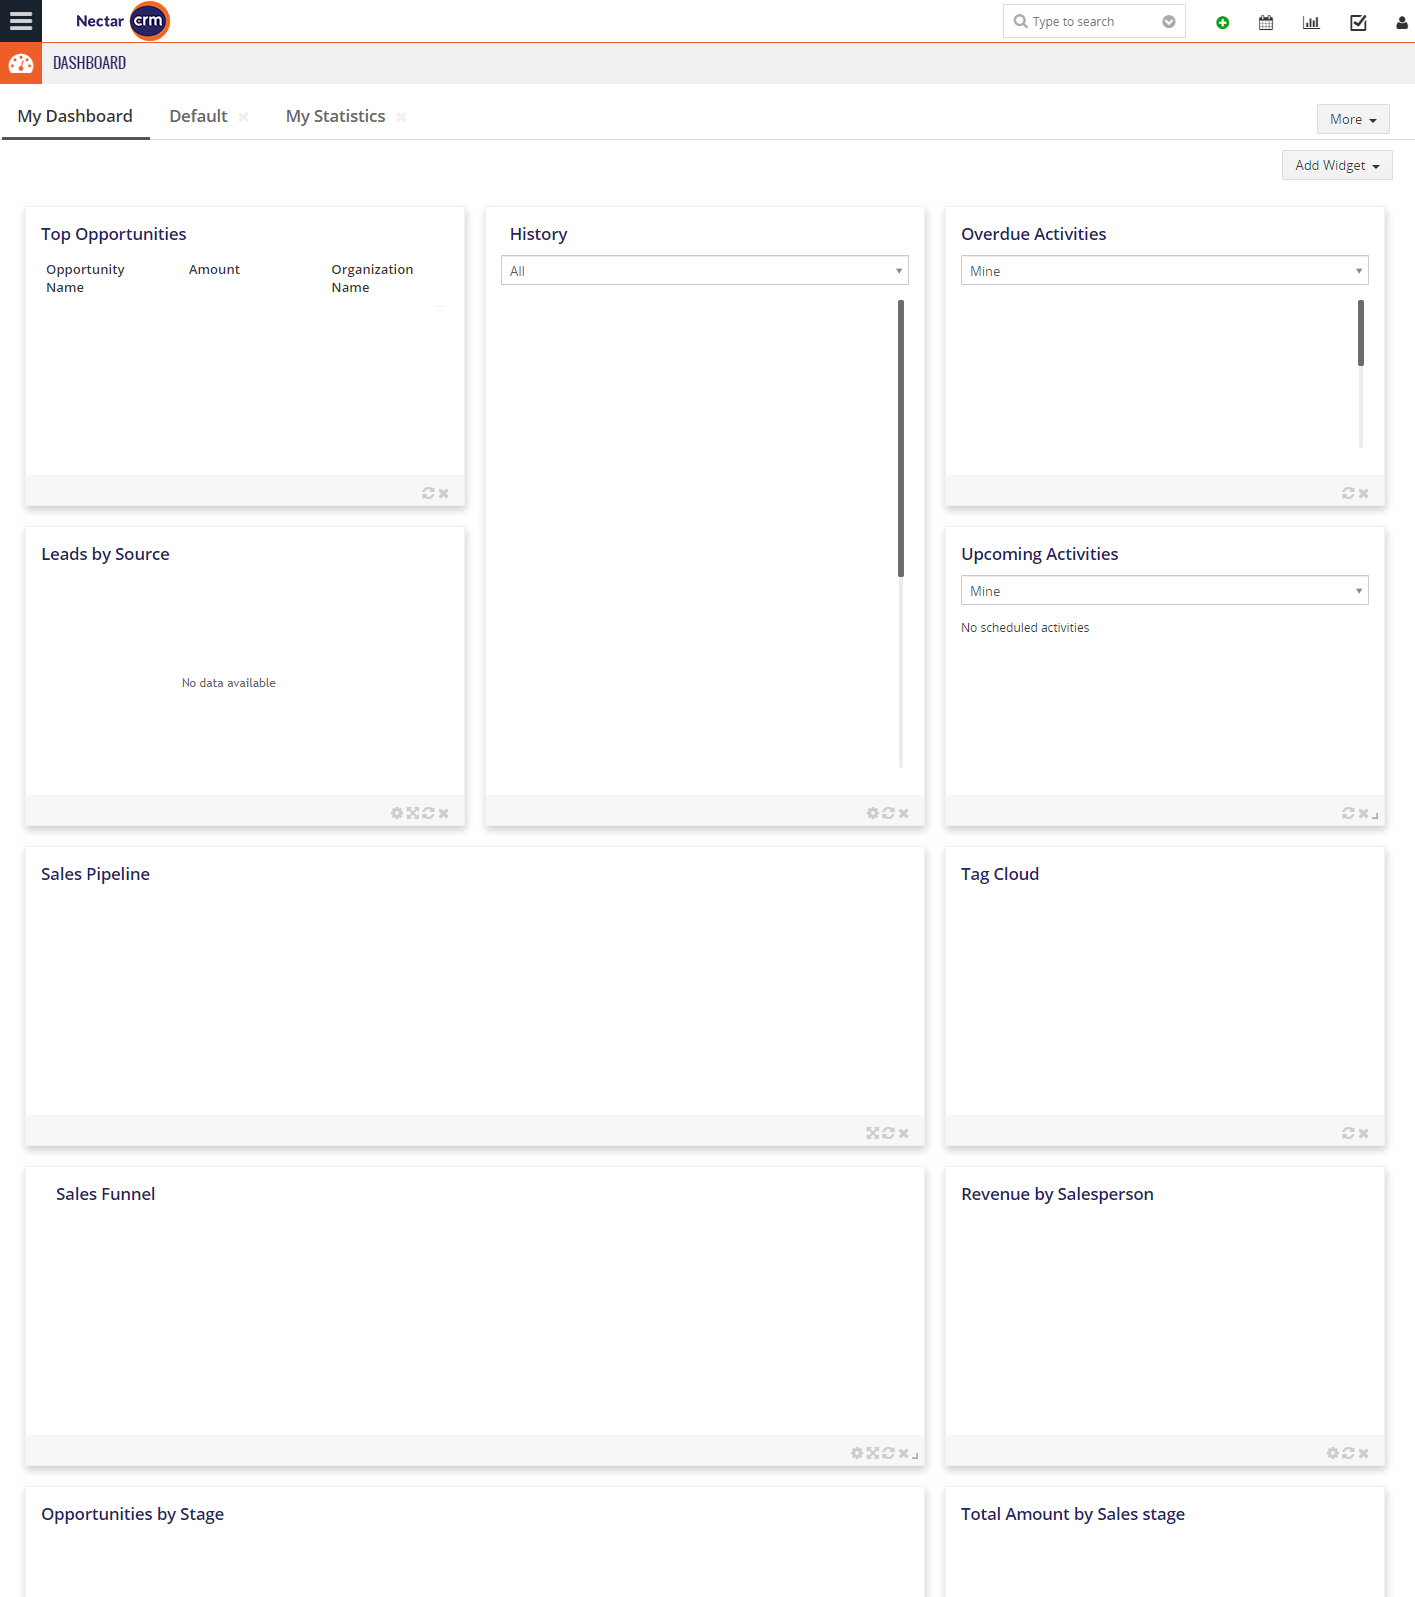 Nectar crm
Type to search
DASHBOARD
My Dashboard
Default
My Statistics
More
Add Widget
Top Opportunities
Opportunity Name
Amount
Organization Name
History
All
Overdue Activities
Mine
Leads by Source
No data available
Upcoming Activities
Mine
No scheduled activities
Sales Pipeline
Tag Cloud
Sales Funnel
Revenue by Salesperson
Opportunities by Stage
Total Amount by Sales stage